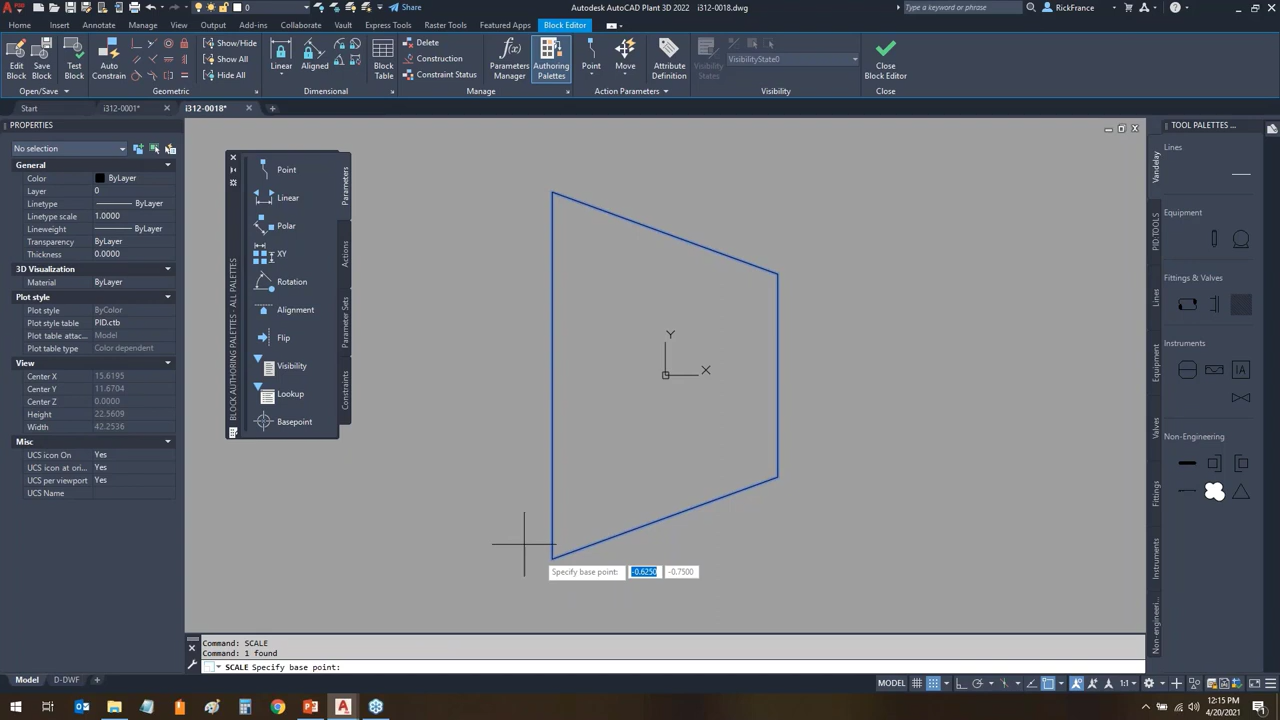 Share
Autodesk AutoCAD Plant 3D 2022 i312-0018.dwg
Type a keyword or phrase
RickFrance
Home Insert Annotate Manage View Output Add-ins Collaborate Vault Express Tools Raster Tools Featured Apps Block Editor
Edit Block
Save Block
Test Block
Auto Constrain
Show/Hide
Show All
Hide All
Linear
Aligned
Block Table
Delete
Construction
Constraint Status
Parameters Manager
Authoring Palettes
Point
Move
Attribute Definition
Visibility States
VisibilityState0
Close Block Editor
Open/Save Geometric Dimensional Manage Action Parameters Visibility Close
Start i312-0001* i312-0018*
PROPERTIES
No selection
General
Color ByLayer
Layer 0
Linetype ByLayer
Linetype scale 1.0000
Lineweight ByLayer
Transparency ByLayer
Thickness 0.0000
3D Visualization
Material ByLayer
Plot style
Plot style ByColor
Plot style table PID.ctb
Plot table attac... Model
Plot table type Color dependent
View
Center X 15.6195
Center Y 11.6704
Center Z 0.0000
Height 22.5609
Width 42.2536
Misc
UCS icon On Yes
UCS icon at ori... Yes
UCS per viewport Yes
UCS Name
BLOCK AUTHORING PALETTES - ALL PALETTES
Point
Linear
Polar
XY
Rotation
Alignment
Flip
Visibility
Lookup
Basepoint
Parameters
Actions
Parameter Sets
Constraints
Y
X
Specify base point: -0.6250 -0.7500
TOOL PALETTES ...
Lines
Equipment
Fittings & Valves
Instruments
IA
Non-Engineering
Vandelay
PID:TOOLS
Lines
Equipment
Valves
Fittings
Instruments
Non-engineeri...
Command: SCALE
Command: 1 found
SCALE Specify base point:
Model D-DWF
MODEL
1:1
12:15 PM
4/20/2021